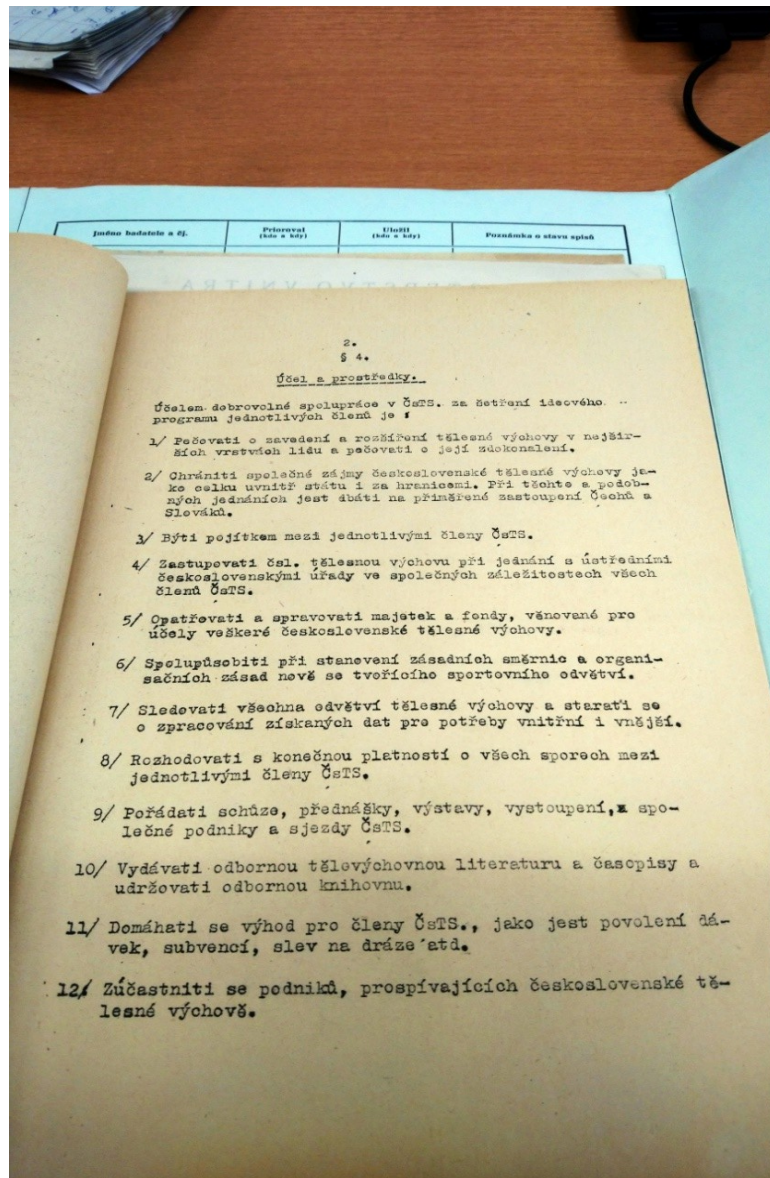 Jméno badatele a čj.
Prioroval
(kdo a kdy)
Uložil
(kdo a kdy)
Poznámka o stavu spisů
2.
§ 4.
Účel a prostředky.
Účelem dobrovolné spolupráce v ČsTS. za šetření ideového
programu jednotlivých členů je :
1/ Pečovati o zavedení a rozšíření tělesné výchovy v nejšir-
ších vrstvích lidu a pečovati o její zdokonalení.
2/ Chrániti společné zájmy československé tělesné výchovy ja-
ko celku uvnitř státu i za hranicemi. Při těchto a podob-
ných jednáních jest dbáti na přiměřené zastoupení Čechů a
Slováků.
3/ Býti pojítkem mezi jednotlivými členy ČsTS.
4/ Zastupovati čsl. tělesnou výchovu při jednání s ústředními
československými úřady ve společných záležitostech všech
členů ČsTS.
5/ Opatřovati a spravovati majetek a fondy, věnované pro
účely veškeré československé tělesné výchovy.
6/ Spolupůsobiti při stanovení zásadních směrnic a organi-
sačních zásad nově se tvořícího sportovního odvětví.
7/ Sledovati všechna odvětví tělesné výchovy a starati se
o zpracování získaných dat pro potřeby vnitřní i vnější.
8/ Rozhodovati s konečnou platností o všech sporech mezi
jednotlivými členy ČsTS.
9/ Pořádati schůze, přednášky, výstavy, vystoupení, spo-
lečné podniky a sjezdy ČsTS.
10/ Vydávati odbornou tělovýchovnou literaturu a časopisy a
udržovati odbornou knihovnu.
11/ Domáhati se výhod pro členy ČsTS., jako jest povolení dá-
vek, subvencí, slev na dráze atd.
12/ Zúčastniti se podniků, prospívajících československé tě-
lesné výchově.